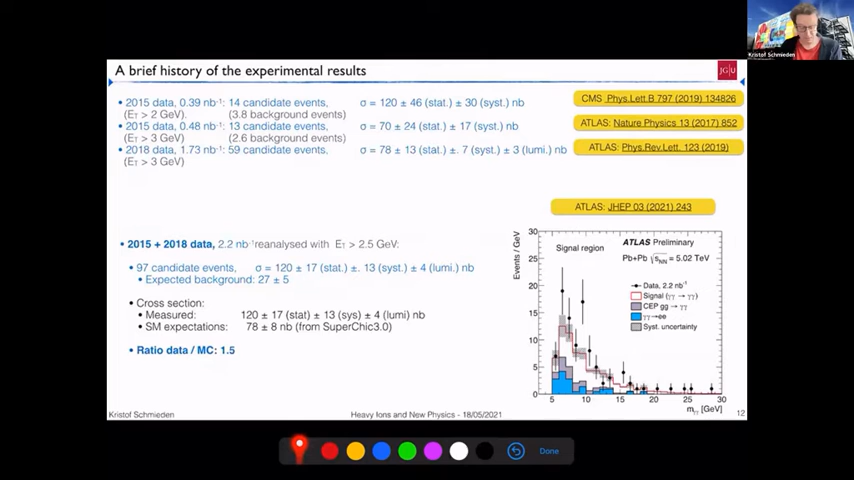 Kristof Schmieden
A brief history of the experimental results
JG|U
• 2015 data, 0.39 nb⁻¹: 14 candidate events, σ = 120 ± 46 (stat.) ± 30 (syst.) nb
(E_T > 2 GeV). (3.8 background events)
CMS Phys.Lett.B 797 (2019) 134826
• 2015 data, 0.48 nb⁻¹: 13 candidate events, σ = 70 ± 24 (stat.) ± 17 (syst.) nb
(E_T > 3 GeV) (2.6 background events)
ATLAS: Nature Physics 13 (2017) 852
• 2018 data, 1.73 nb⁻¹: 59 candidate events, σ = 78 ± 13 (stat.) ±. 7 (syst.) ± 3 (lumi.) nb
(E_T > 3 GeV)
ATLAS: Phys.Rev.Lett. 123 (2019)
ATLAS: JHEP 03 (2021) 243
• 2015 + 2018 data, 2.2 nb⁻¹ reanalysed with E_T > 2.5 GeV:
• 97 candidate events, σ = 120 ± 17 (stat.) ±. 13 (syst.) ± 4 (lumi.) nb
• Expected background: 27 ± 5
• Cross section:
• Measured: 120 ± 17 (stat) ± 13 (sys) ± 4 (lumi) nb
• SM expectations: 78 ± 8 nb (from SuperChic3.0)
• Ratio data / MC: 1.5
Events / GeV
30
25
20
15
10
5
0
Signal region
ATLAS Preliminary
Pb+Pb √s_NN = 5.02 TeV
Data, 2.2 nb⁻¹
Signal (γγ → γγ)
CEP gg → γγ
γγ→ee
Syst. uncertainty
5 10 15 20 25 30
m_γγ [GeV]
Kristof Schmieden
Heavy Ions and New Physics - 18/05/2021
12
Done